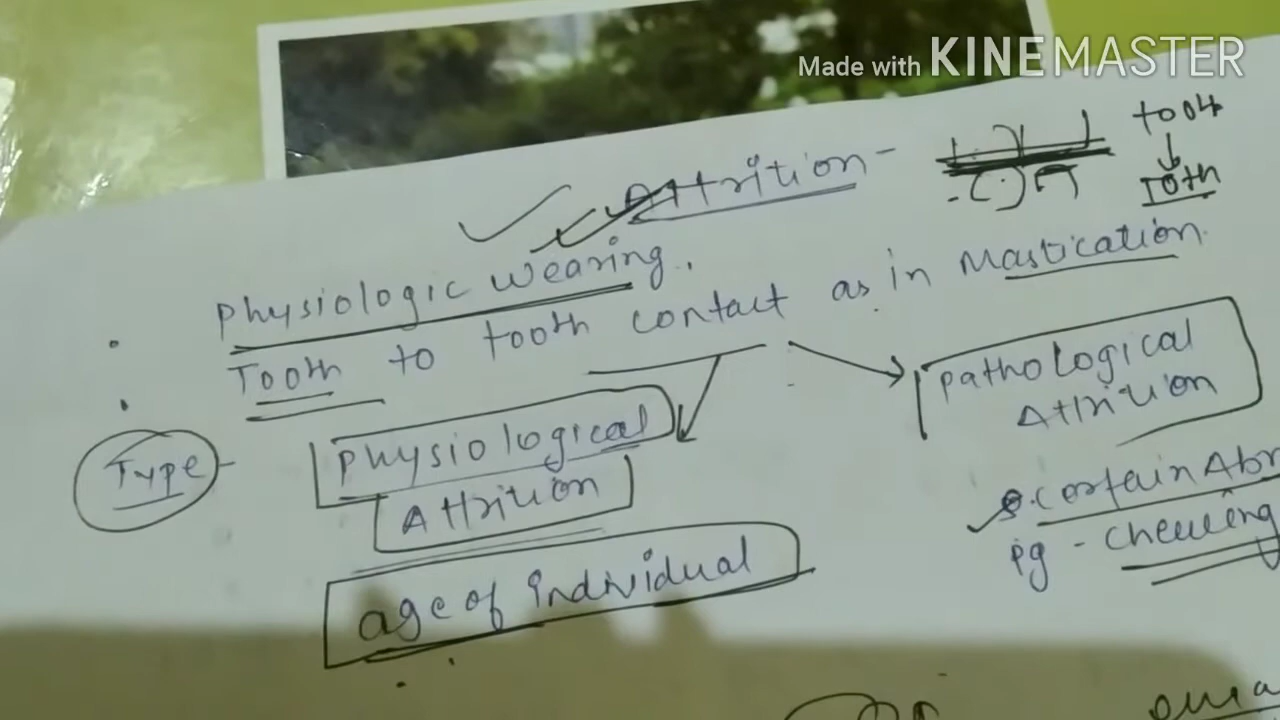 Made with KINEMASTER
Attrition -
tooth
Tooth
Physiologic wearing.
Tooth to tooth contact as in Mastication.
Type -
Physiological
Attrition
age of individual
Pathological
Attrition
certain Abn
eg - Chewing